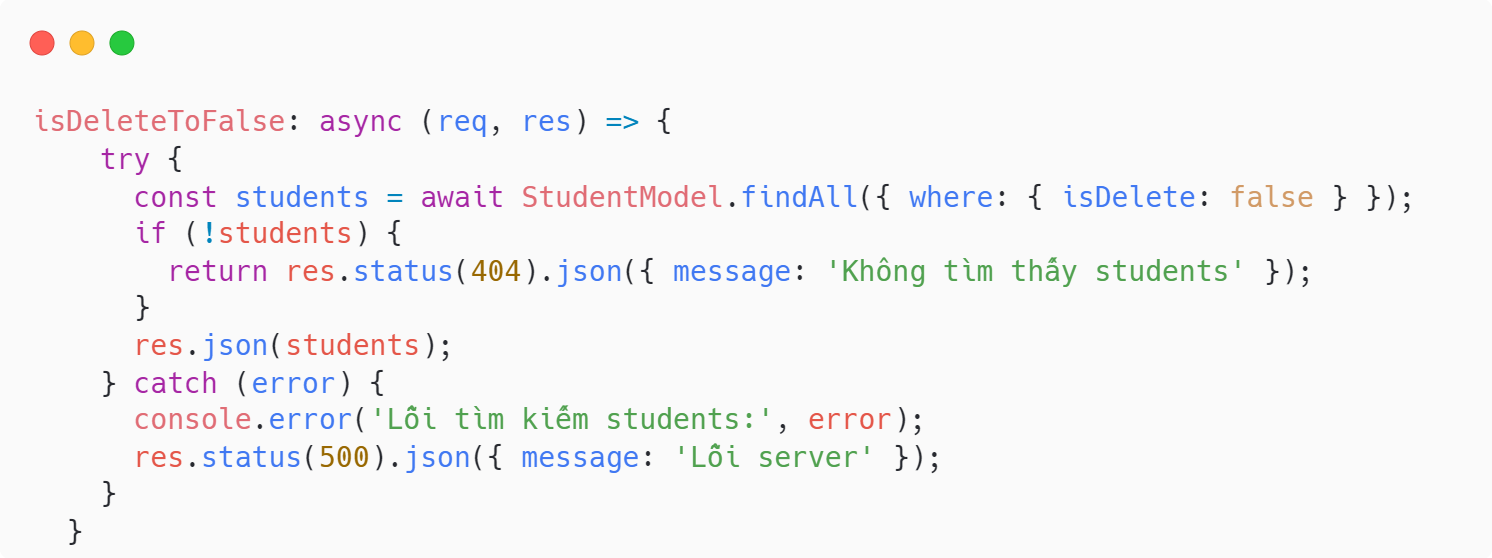 isDeleteToFalse: async (req, res) => {
    try {
      const students = await StudentModel.findAll({ where: { isDelete: false } });
      if (!students) {
        return res.status(404).json({ message: 'Không tìm thấy students' });
      }
      res.json(students);
    } catch (error) {
      console.error('Lỗi tìm kiếm students:', error);
      res.status(500).json({ message: 'Lỗi server' });
    }
  }